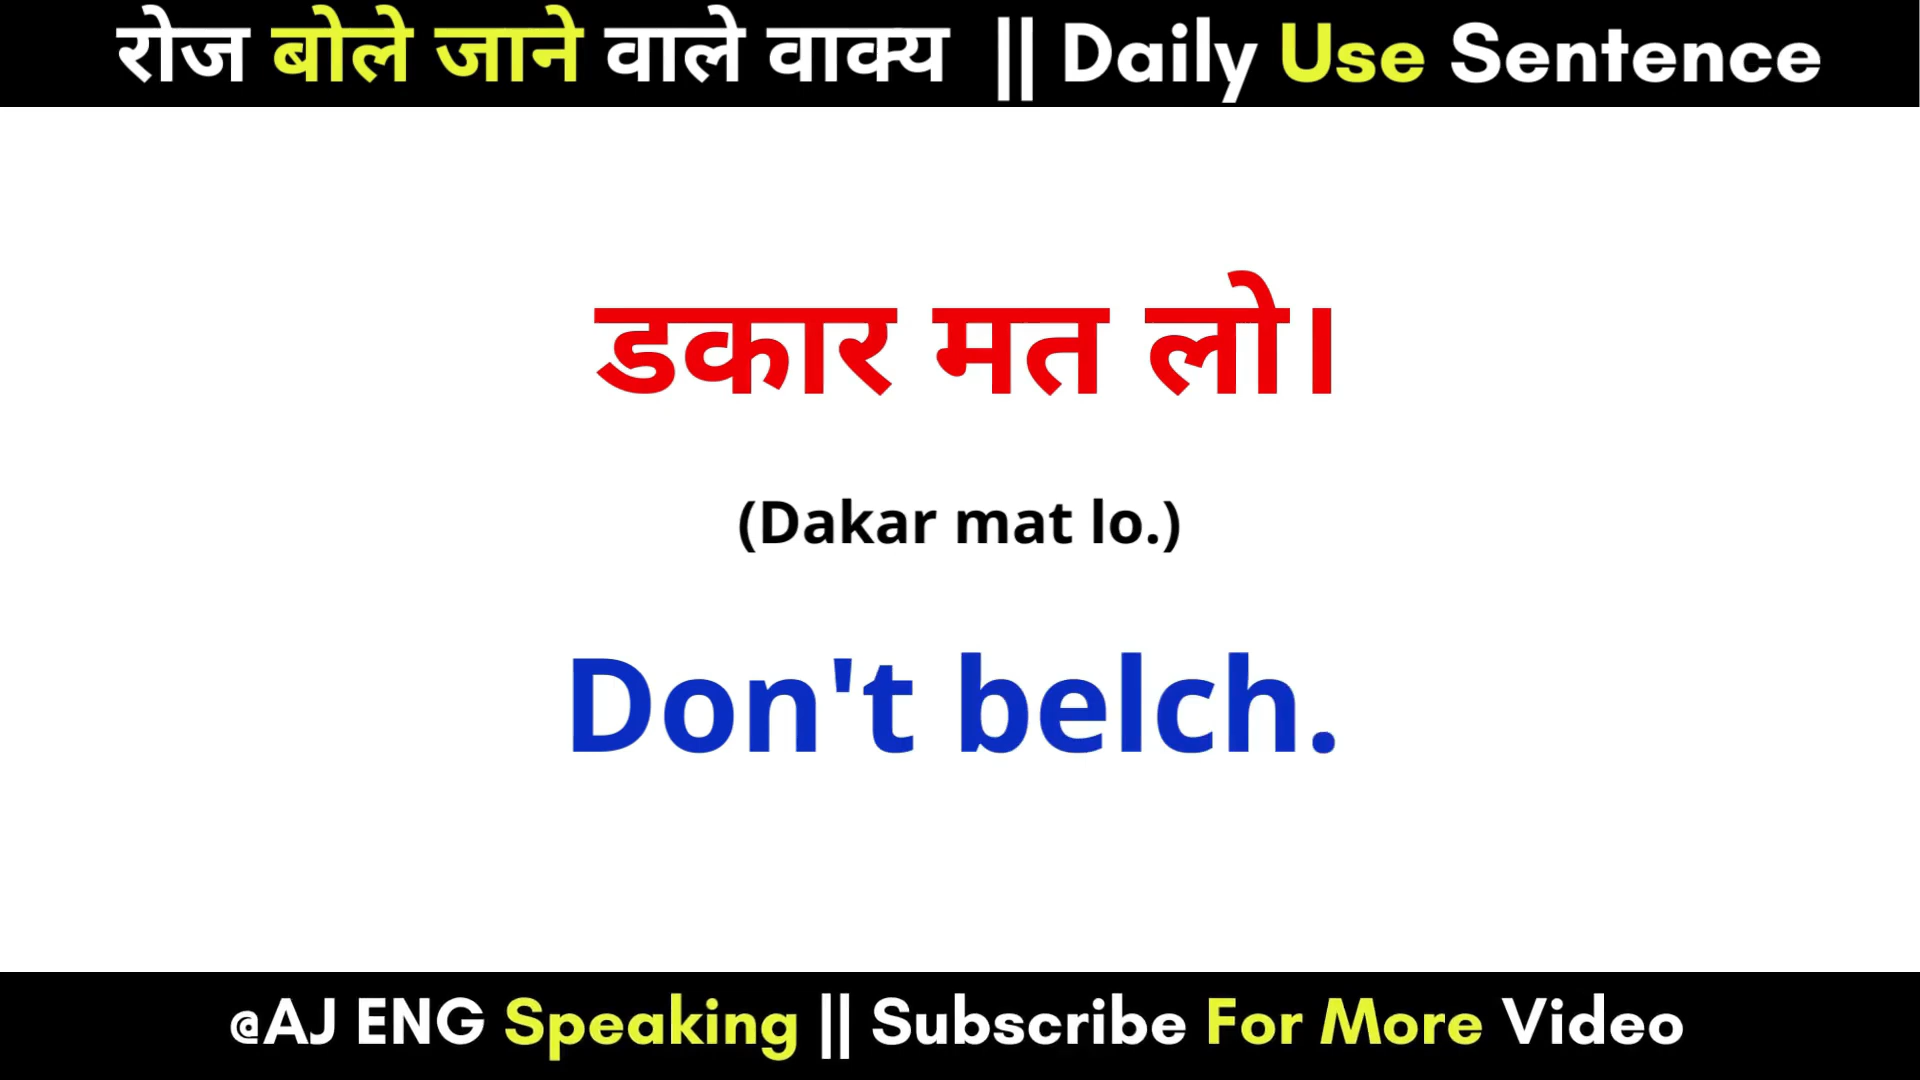 रोज बोले जाने वाले वाक्य || Daily Use Sentence
डकार मत लो।
(Dakar mat lo.)
Don't belch.
@AJ ENG Speaking || Subscribe For More Video